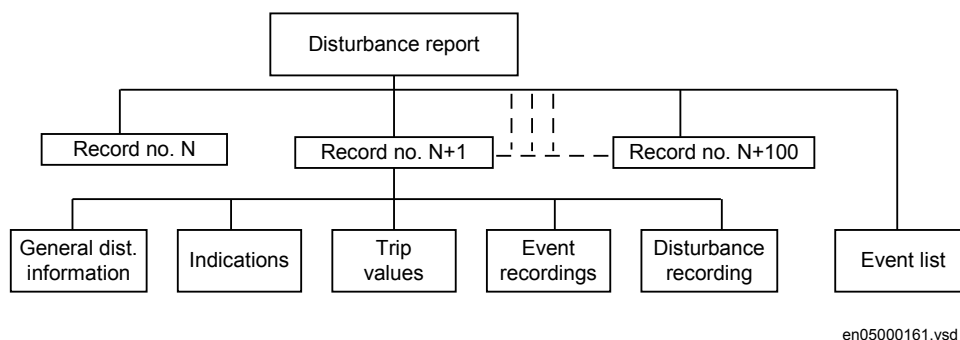 Disturbance report
Record no. N
Record no. N+1
Record no. N+100
General dist.
information
Indications
Trip
values
Event
recordings
Disturbance
recording
Event list
en05000161.vsd